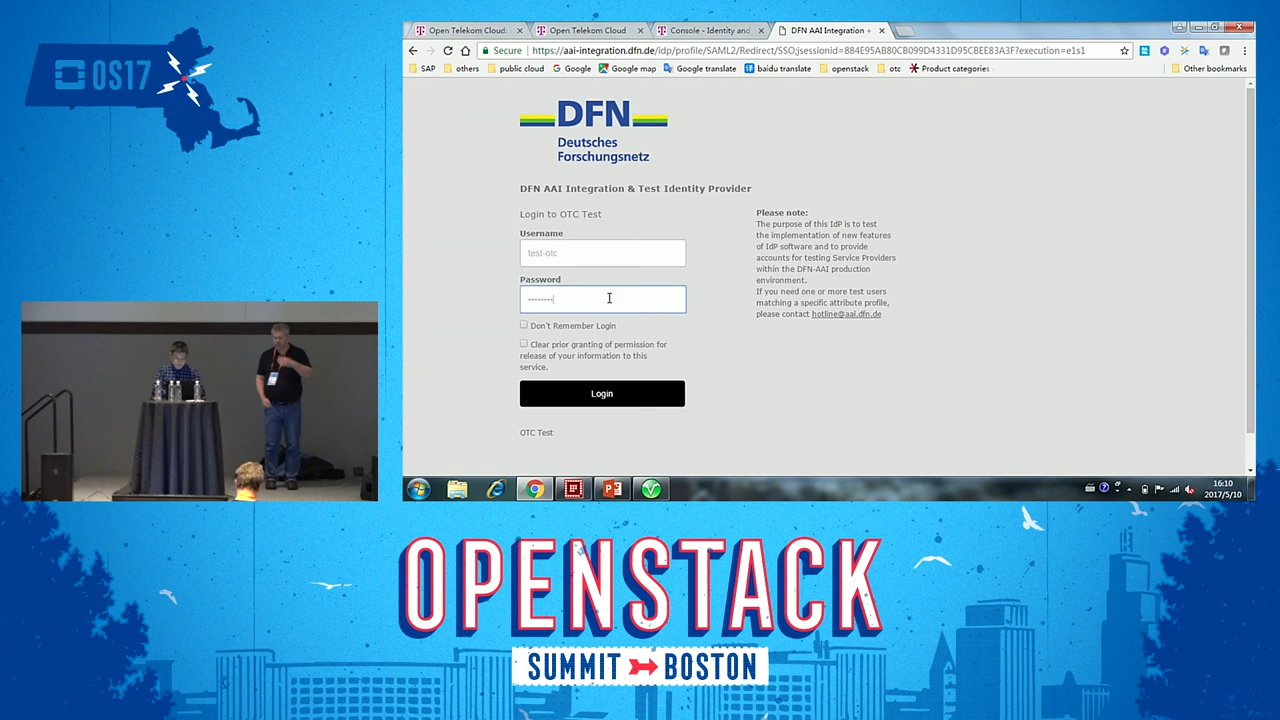 OS17
Open Telekom Cloud:
Open Telekom Cloud
Console - Identity and
DFN AAI Integration +
Secure
https://aai-integration.dfn.de/idp/profile/SAML2/Redirect/SSO;jsessionid=884E95AB80CB099D4331D95CBEE83A3F?execution=e1s1
SAP
others
public cloud
Google
Google map
Google translate
baidu translate
openstack
otc
Product categories
Other bookmarks
DFN
Deutsches
Forschungsnetz
DFN AAI Integration & Test Identity Provider
Login to OTC Test
Username
test-otc
Password
Don't Remember Login
Clear prior granting of permission for
release of your information to this
service.
Login
OTC Test
Please note:
The purpose of this IdP is to test
the implementation of new features
of IdP software and to provide
accounts for testing Service Providers
within the DFN-AAI production
environment.
If you need one or more test users
matching a specific attribute profile,
please contact hotline@aai.dfn.de
16:10
2017/5/10
OPENSTACK
SUMMIT BOSTON